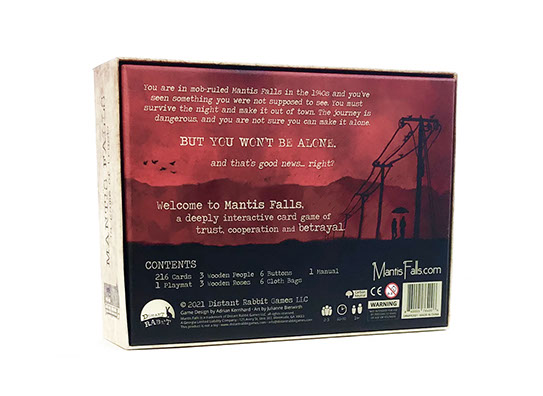 You are in mob-ruled Mantis Falls in the 1940s and you've
seen something you were not supposed to see. You must
survive the night and make it out of town. The journey is
dangerous, and you are not sure you can make it alone.
BUT YOU WON'T BE ALONE,
and that's good news... right?
Welcome to Mantis Falls,
a deeply interactive card game of
trust, cooperation and betrayal.
CONTENTS
216 Cards 3 Wooden People 6 Buttons 1 Manual
1 Playmat 3 Wooden Roses 6 Cloth Bags
MantisFalls.com
© 2021 Distant Rabbit Games LLC
Game Design by Adrian Kerrihard · Art by Julianne Bierwirth
DISTANT
RABBIT
WARNING
MANTIS FALLS